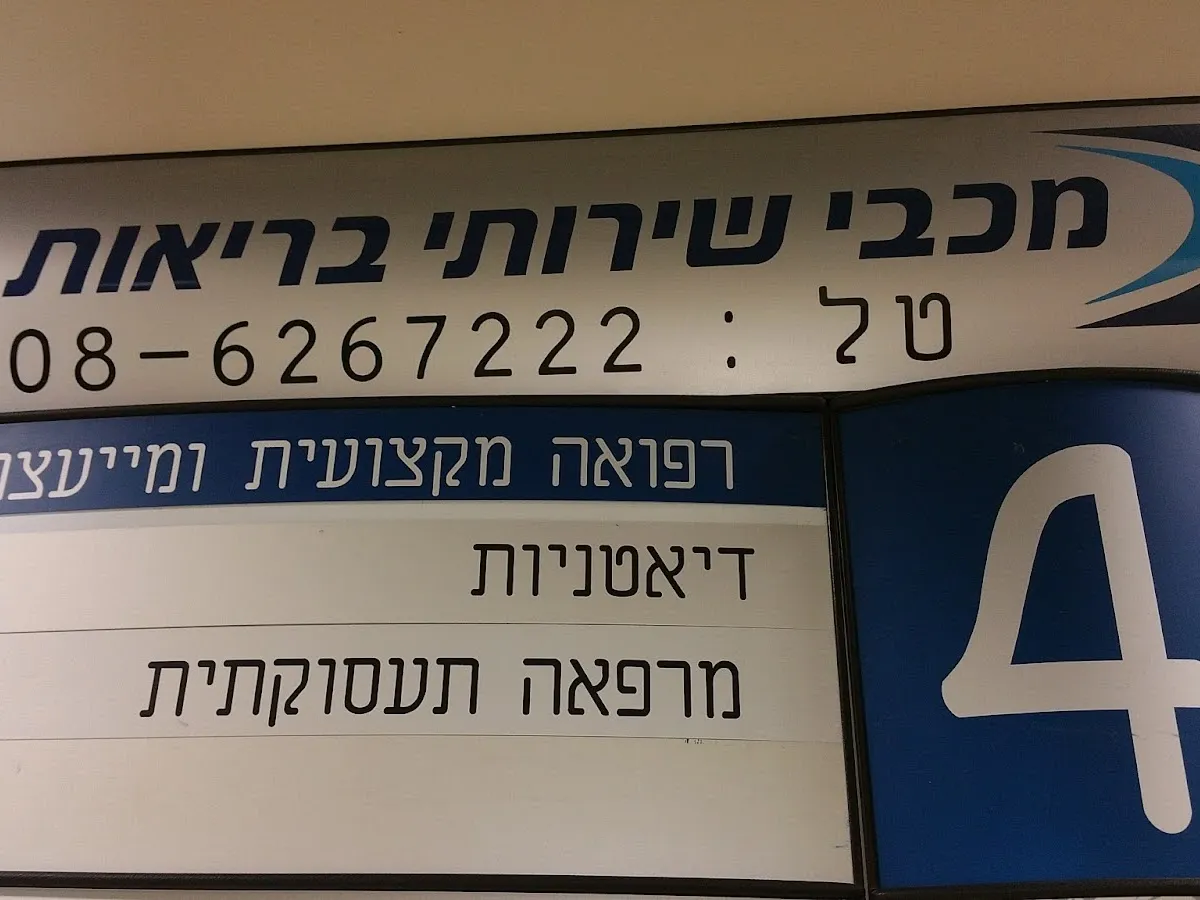 מכבי שירותי בריאות
טל : 08-6267222
רפואה מקצועית
דיאטניות
מרפאה תעסוקתית
4